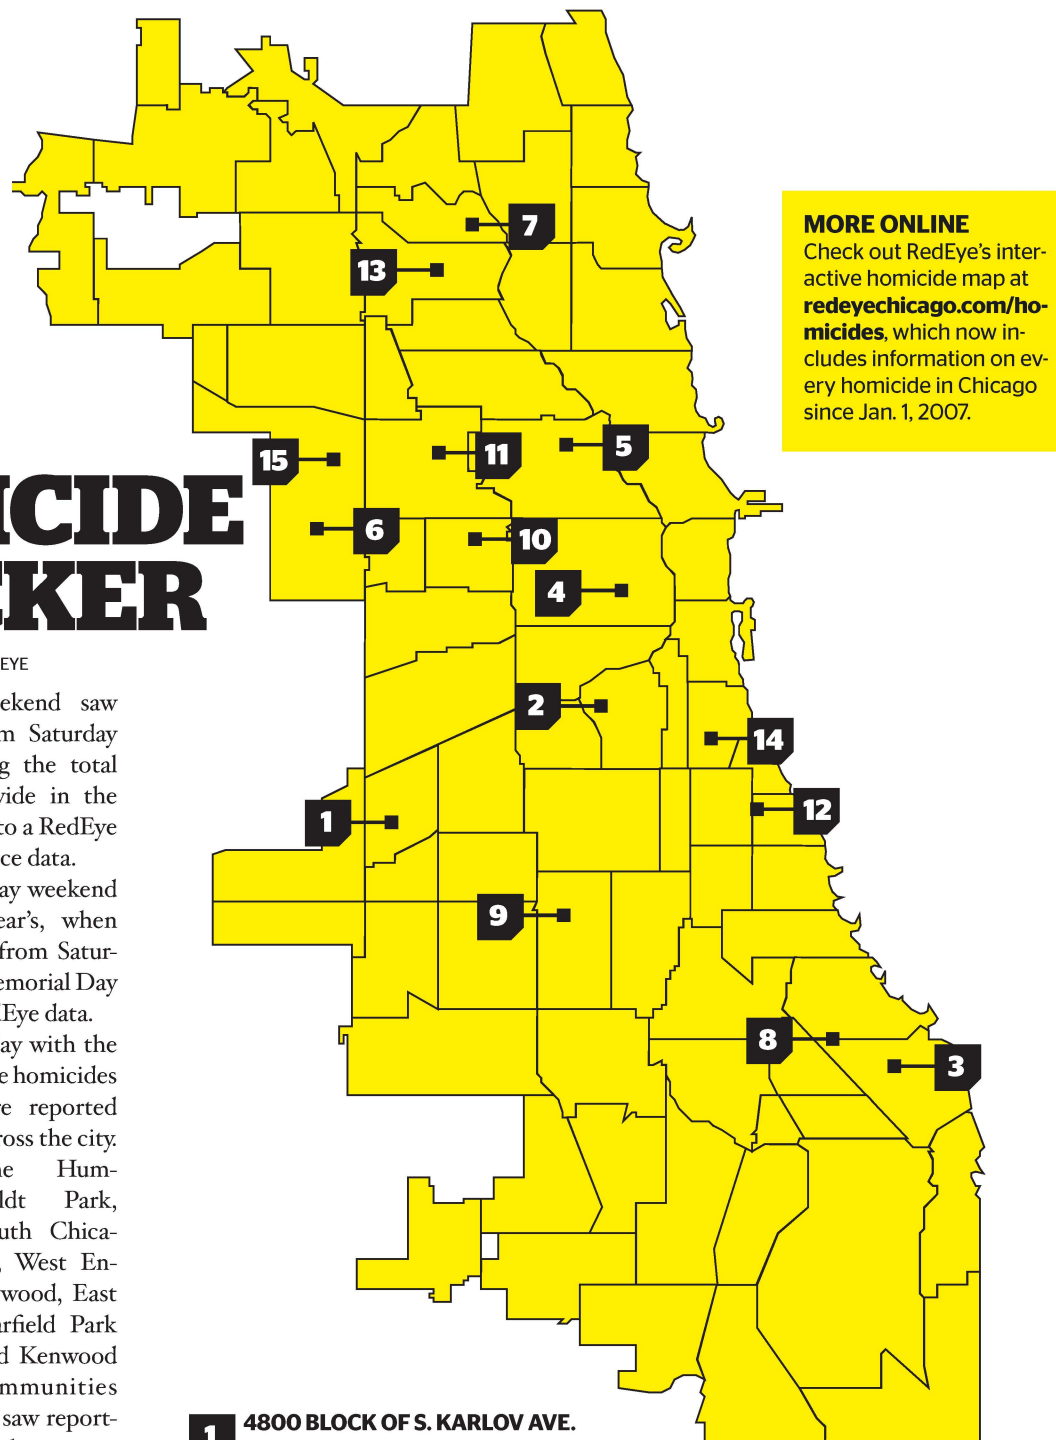 ICIDE
CKER
EYE
ekend saw
m Saturday
g the total
vide in the
to a RedEye
ce data.
ay weekend
ear's, when
from Satur-
emorial Day
Eye data.
ay with the
e homicides
re reported
ross the city.
he Hum-
ldt Park,
uth Chica-
, West En-
wood, East
arfield Park
d Kenwood
mmunities
saw report-
7
13
15
11
5
6
10
4
2
14
1
12
9
8
3
MORE ONLINE
Check out RedEye's inter-
active homicide map at
redeyechicago.com/ho-
micides, which now in-
cludes information on ev-
ery homicide in Chicago
since Jan. 1, 2007.
1 4800 BLOCK OF S. KARLOV AVE.